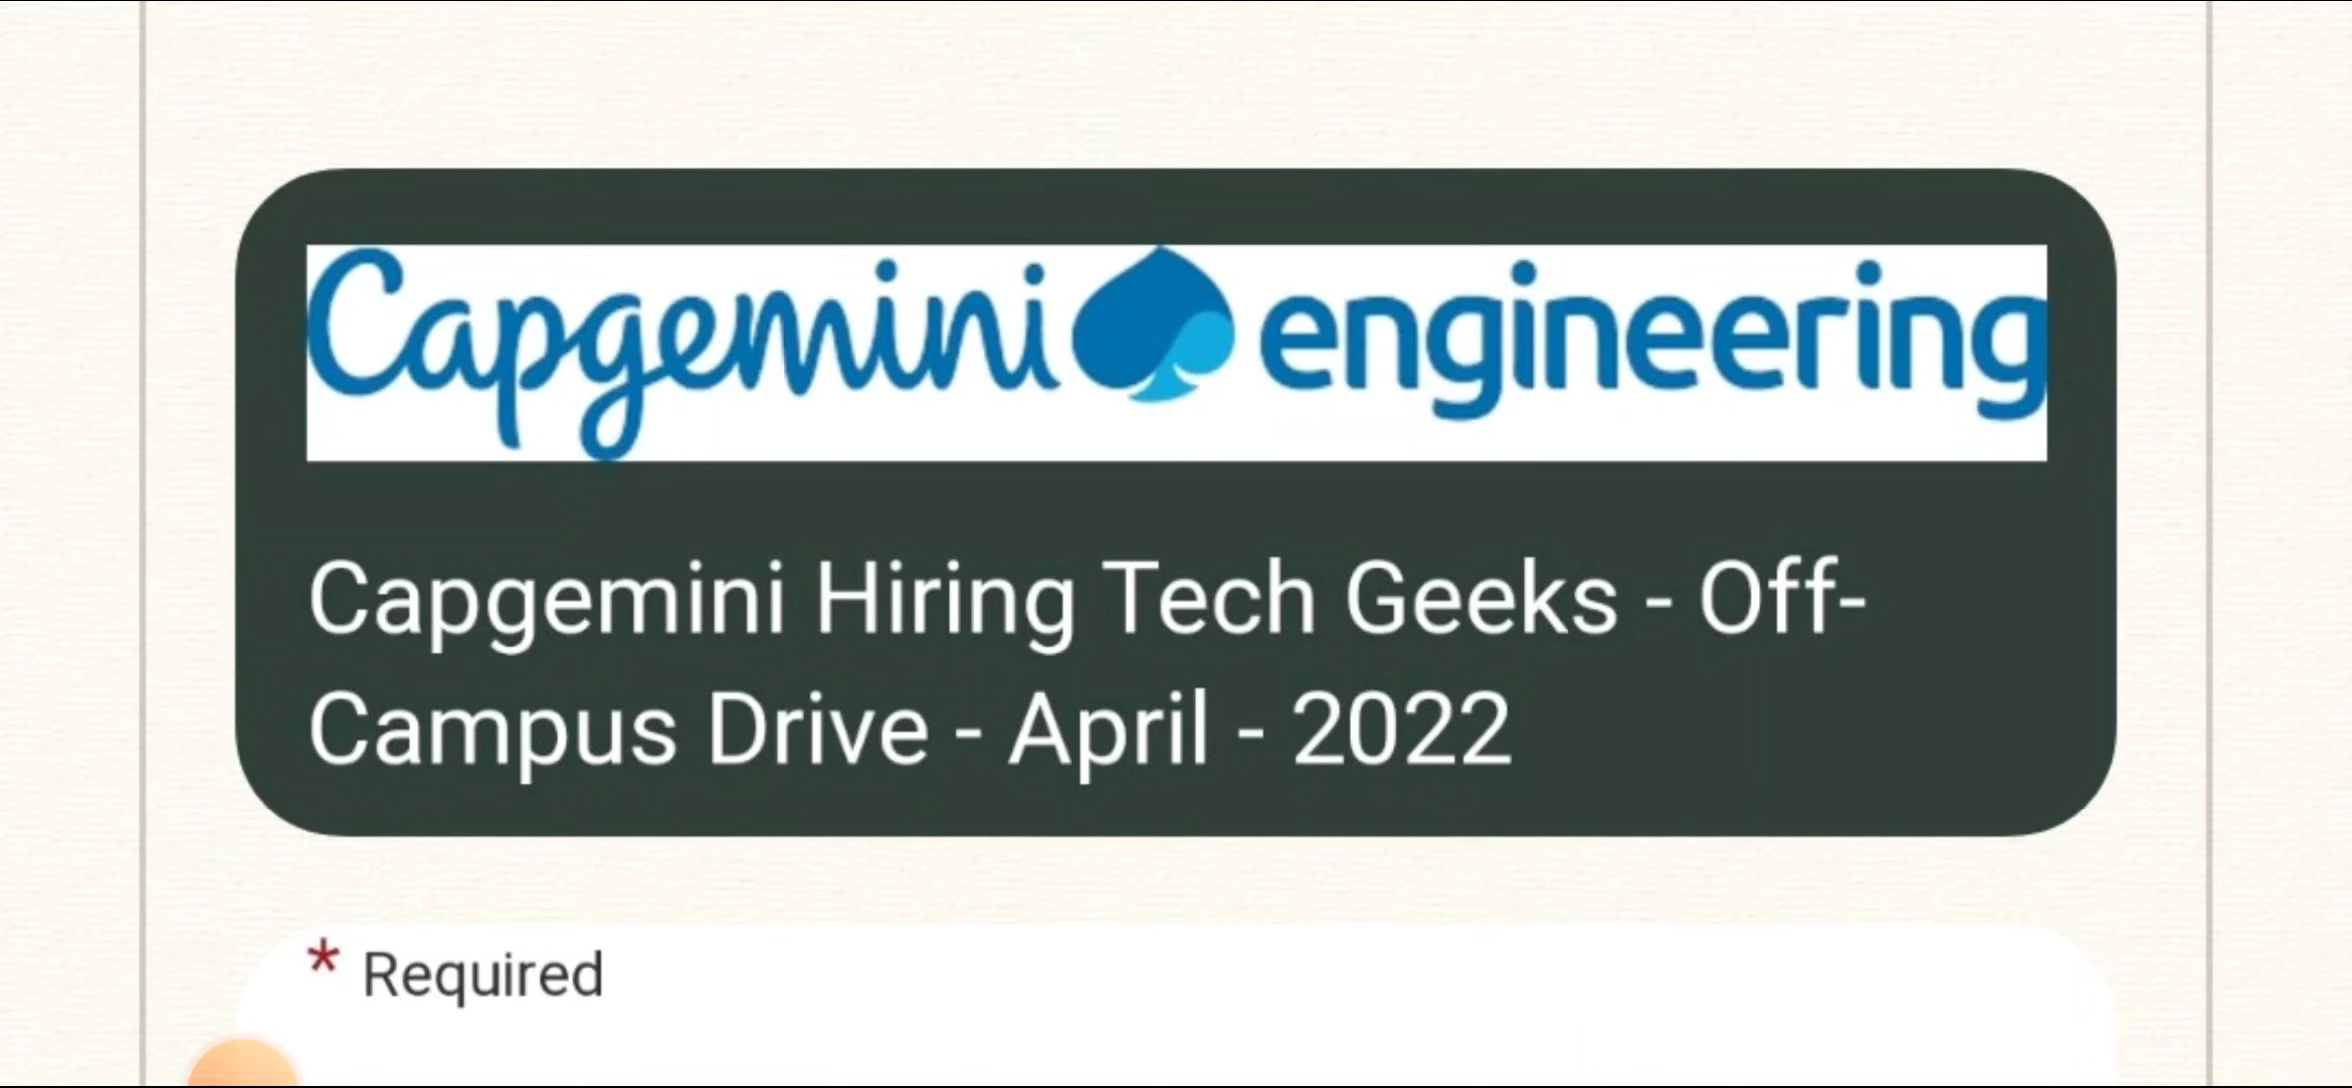 Capgemini engineering
Capgemini Hiring Tech Geeks - Off-
Campus Drive - April - 2022
* Required